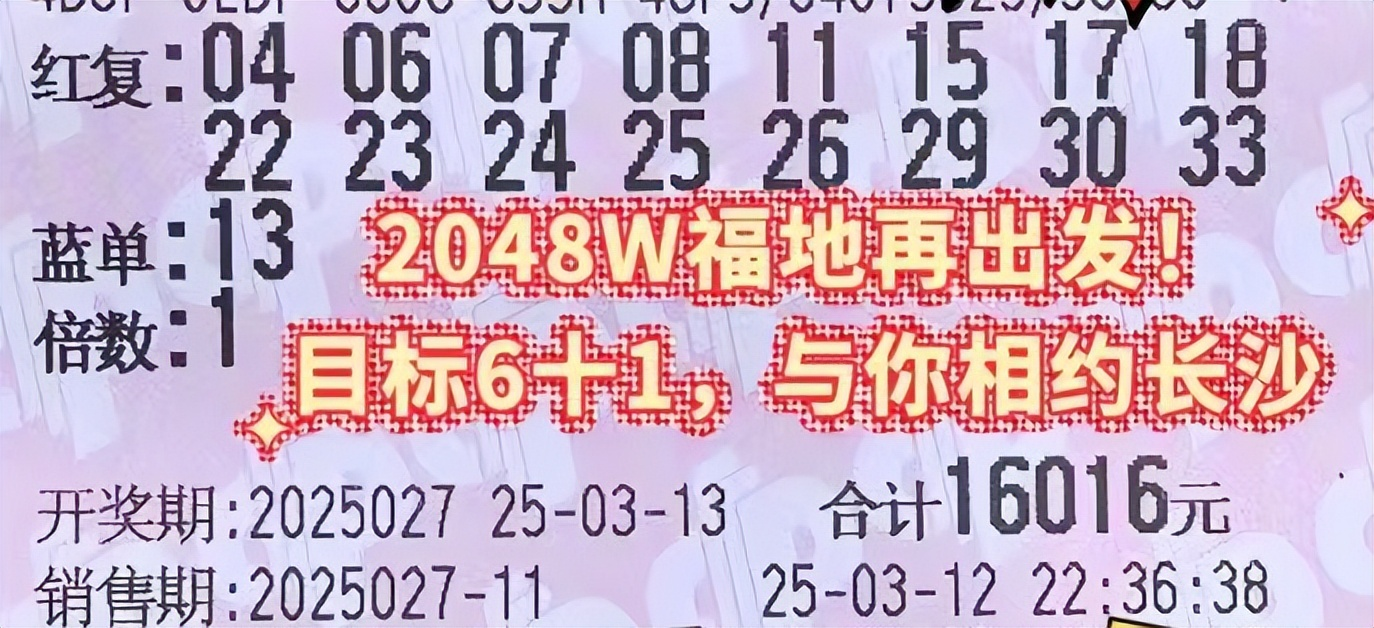 红复:04 06 07 08 11 15 17 18
22 23 24 25 26 29 30 33
蓝单:13
2048W福地再出发!
倍数:1
目标6十1，与你相约长沙
开奖期:2025027 25-03-13 合计16016元
销售期:2025027-11 25-03-12 22:36:38